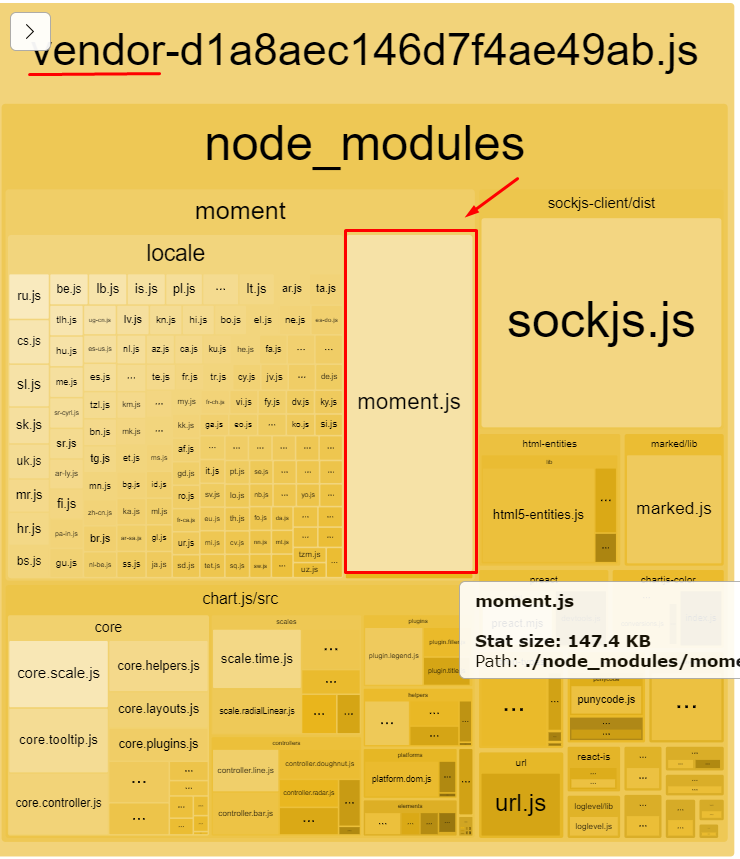 vendor-d1a8aec146d7f4ae49ab.js
node_modules
moment
sockjs-client/dist
locale
ru.js be.js lb.js is.js pl.js ... lt.js ar.js ta.js
tlh.js ug-cn.js lv.js kn.js hi.js bo.js el.js ne.js es-do.js
cs.js hu.js es-us.js nl.js az.js ca.js ku.js he.js fa.js ... ...
sl.js me.js es.js ... te.js fr.js tr.js cy.js jv.js ... de.js
sr-cyrl.js tzl.js km.js ... my.js fr-ch.js vi.js fy.js dv.js ky.js
sk.js bn.js mk.js ... kk.js ga.js eo.js ... ko.js si.js
sr.js af.js ... ... ... ... ...
uk.js tg.js et.js ms.js
ar-ly.js gd.js it.js pt.js se.js ... ... ...
mr.js mn.js bg.js id.js ro.js sv.js lo.js nb.js ... yo.js ...
fi.js
hr.js zh-cn.js ka.js ml.js fr-ca.js eu.js th.js fo.js da.js ... ...
pa-in.js br.js gl.js ur.js mi.js cv.js mt.js ... ...
bs.js gu.js ss.js ja.js sd.js tet.js sq.js ... tzm.js ...
uz.js
moment.js
sockjs.js
html-entities
marked/lib
lib
html5-entities.js
...
...
marked.js
preact
moment.js
Stat size: 147.4 KB
Path: ./node_modules/mome
chart.js/src
core
core.scale.js
core.helpers.js
core.layouts.js
core.tooltip.js
core.plugins.js
core.controller.js
...
...
scales
scale.time.js
...
...
scale.radialLinear.js
...
...
controllers
controller.line.js
controller.doughnut.js
controller.radar.js
controller.bar.js
...
...
plugins
plugin.legend.js
plugin.title
helpers
...
...
...
platforms
platform.dom.js
...
elements
...
...
...
...
punycode.js
...
...
...
url
url.js
react-is
...
...
loglevel/lib
loglevel.js
...
...